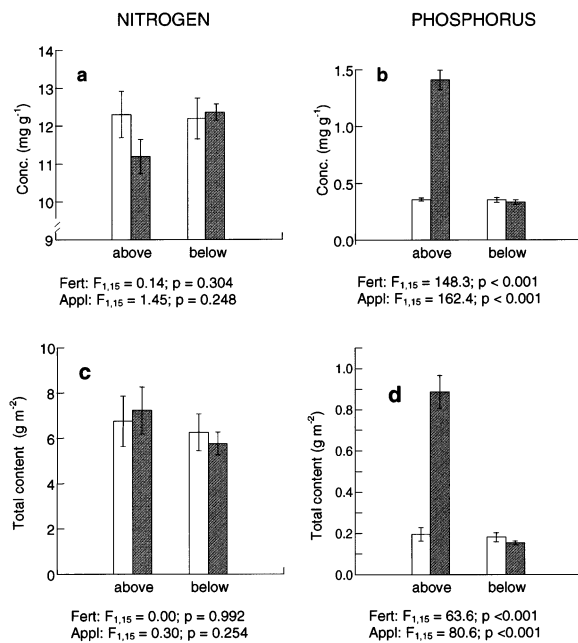 NITROGEN
PHOSPHORUS
a
Conc. (mg g-1)
14
13
12
11
10
9
above below
Fert: F1,15 = 0.14; p = 0.304
Appl: F1,15 = 1.45; p = 0.248
b
Conc. (mg g-1)
1.5
1.0
0.5
0.0
above below
Fert: F1,15 = 148.3; p < 0.001
Appl: F1,15 = 162.4; p < 0.001
c
Total content (g m-2)
10
8
6
4
2
0
above below
Fert: F1,15 = 0.00; p = 0.992
Appl: F1,15 = 0.30; p = 0.254
d
Total content (g m-2)
1.0
0.8
0.6
0.4
0.2
0.0
above below
Fert: F1,15 = 63.6; p <0.001
Appl: F1,15 = 80.6; p <0.001